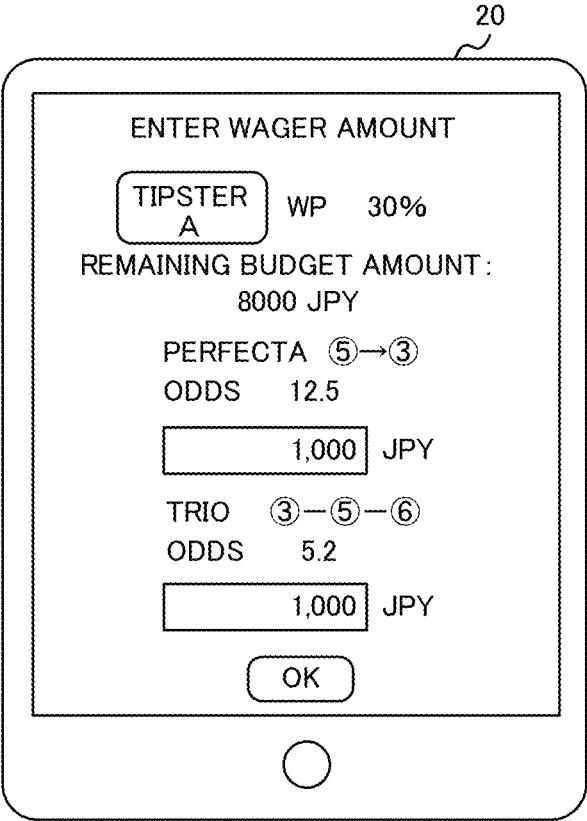 20
ENTER WAGER AMOUNT
TIPSTER
A
WP 30%
REMAINING BUDGET AMOUNT:
8000 JPY
PERFECTA ⑤→③
ODDS 12.5
1,000 JPY
TRIO ③—⑤—⑥
ODDS 5.2
1,000 JPY
OK